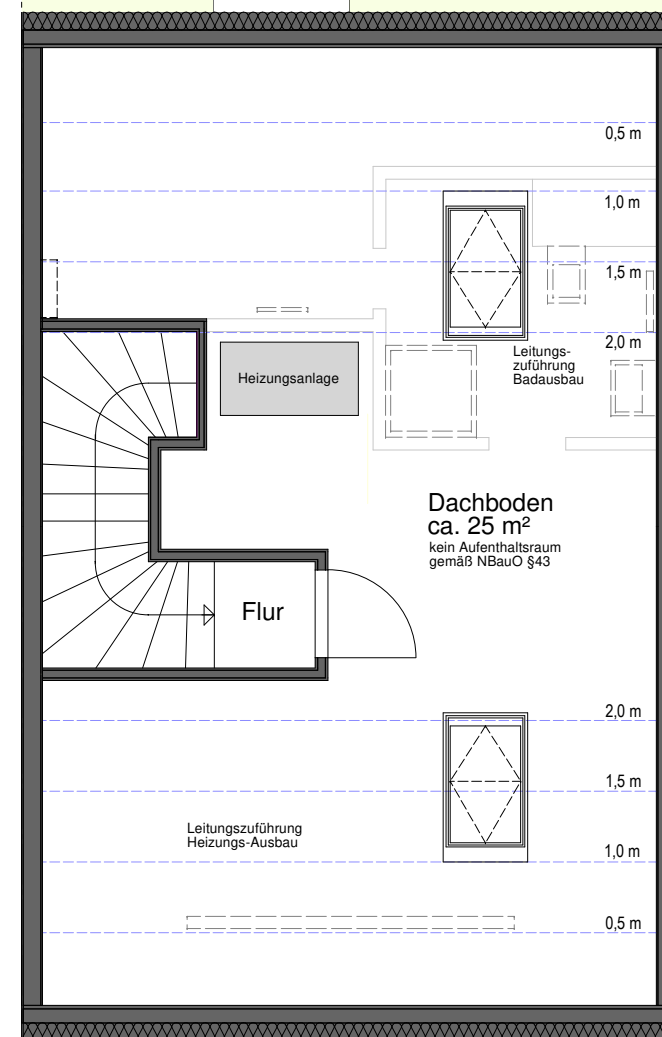 0,5 m
1,0 m
1,5 m
2,0 m
Leitungs-
zuführung
Badausbau
Heizungsanlage
Dachboden
ca. 25 m²
kein Aufenthaltsraum
gemäß NBauO §43
Flur
2,0 m
1,5 m
Leitungszuführung
Heizungs-Ausbau
1,0 m
0,5 m